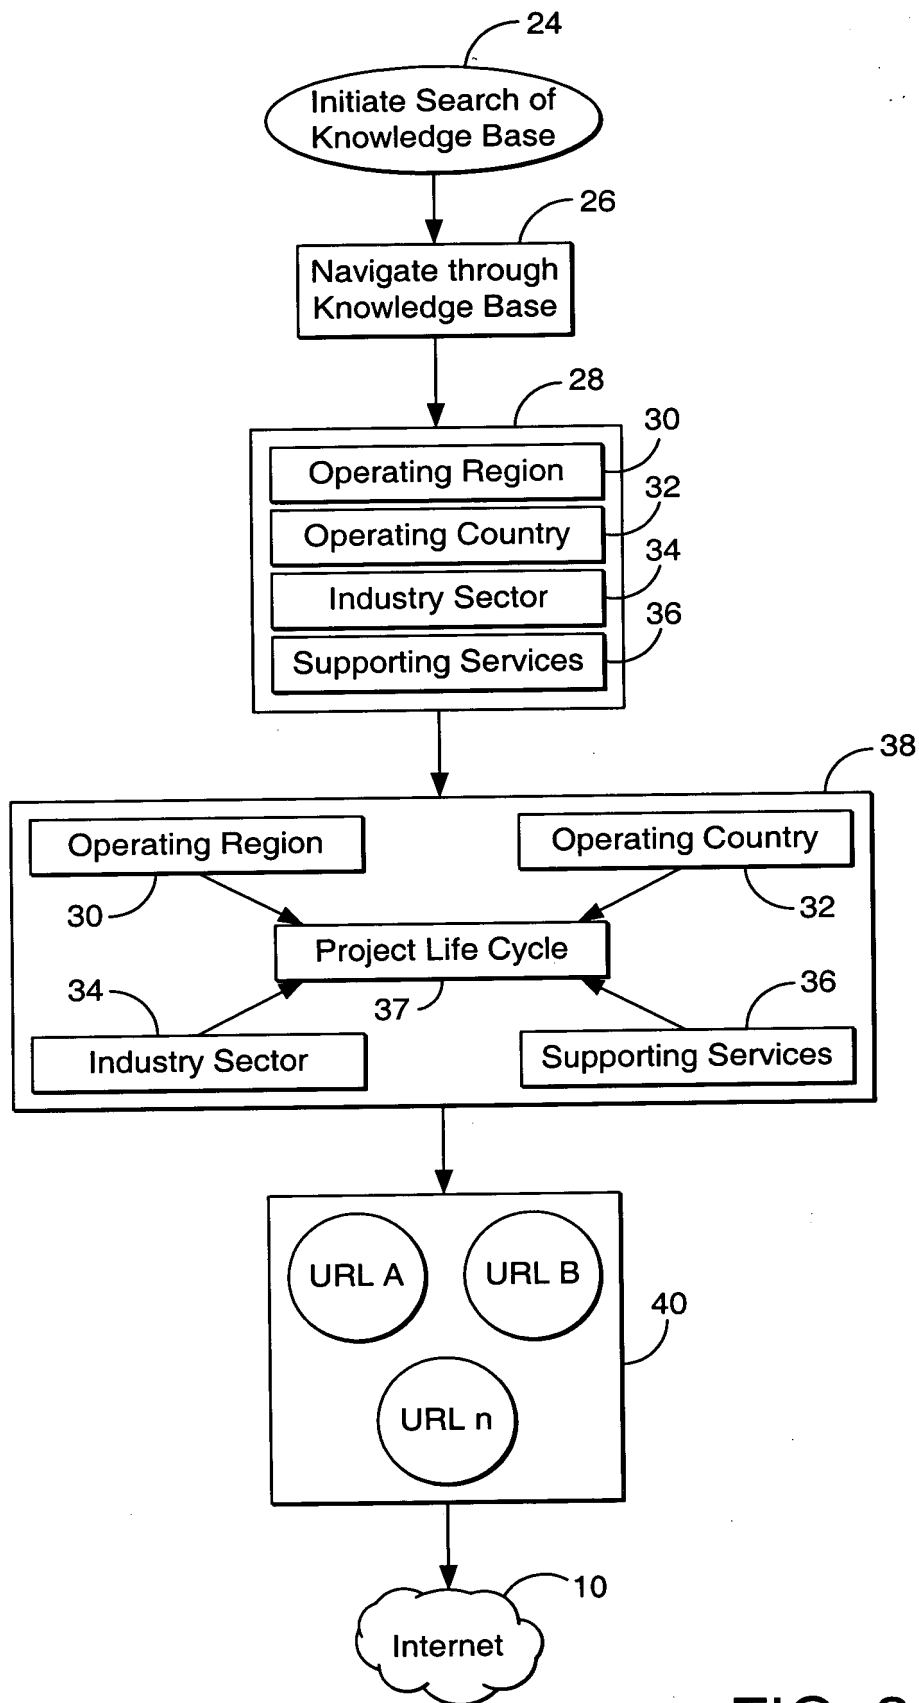 24
Initiate Search of
Knowledge Base
26
Navigate through
Knowledge Base
28
30
Operating Region
32
Operating Country
34
Industry Sector
36
Supporting Services
38
Operating Region
Operating Country
30
32
Project Life Cycle
34
37
36
Industry Sector
Supporting Services
URL A
URL B
40
URL n
10
Internet